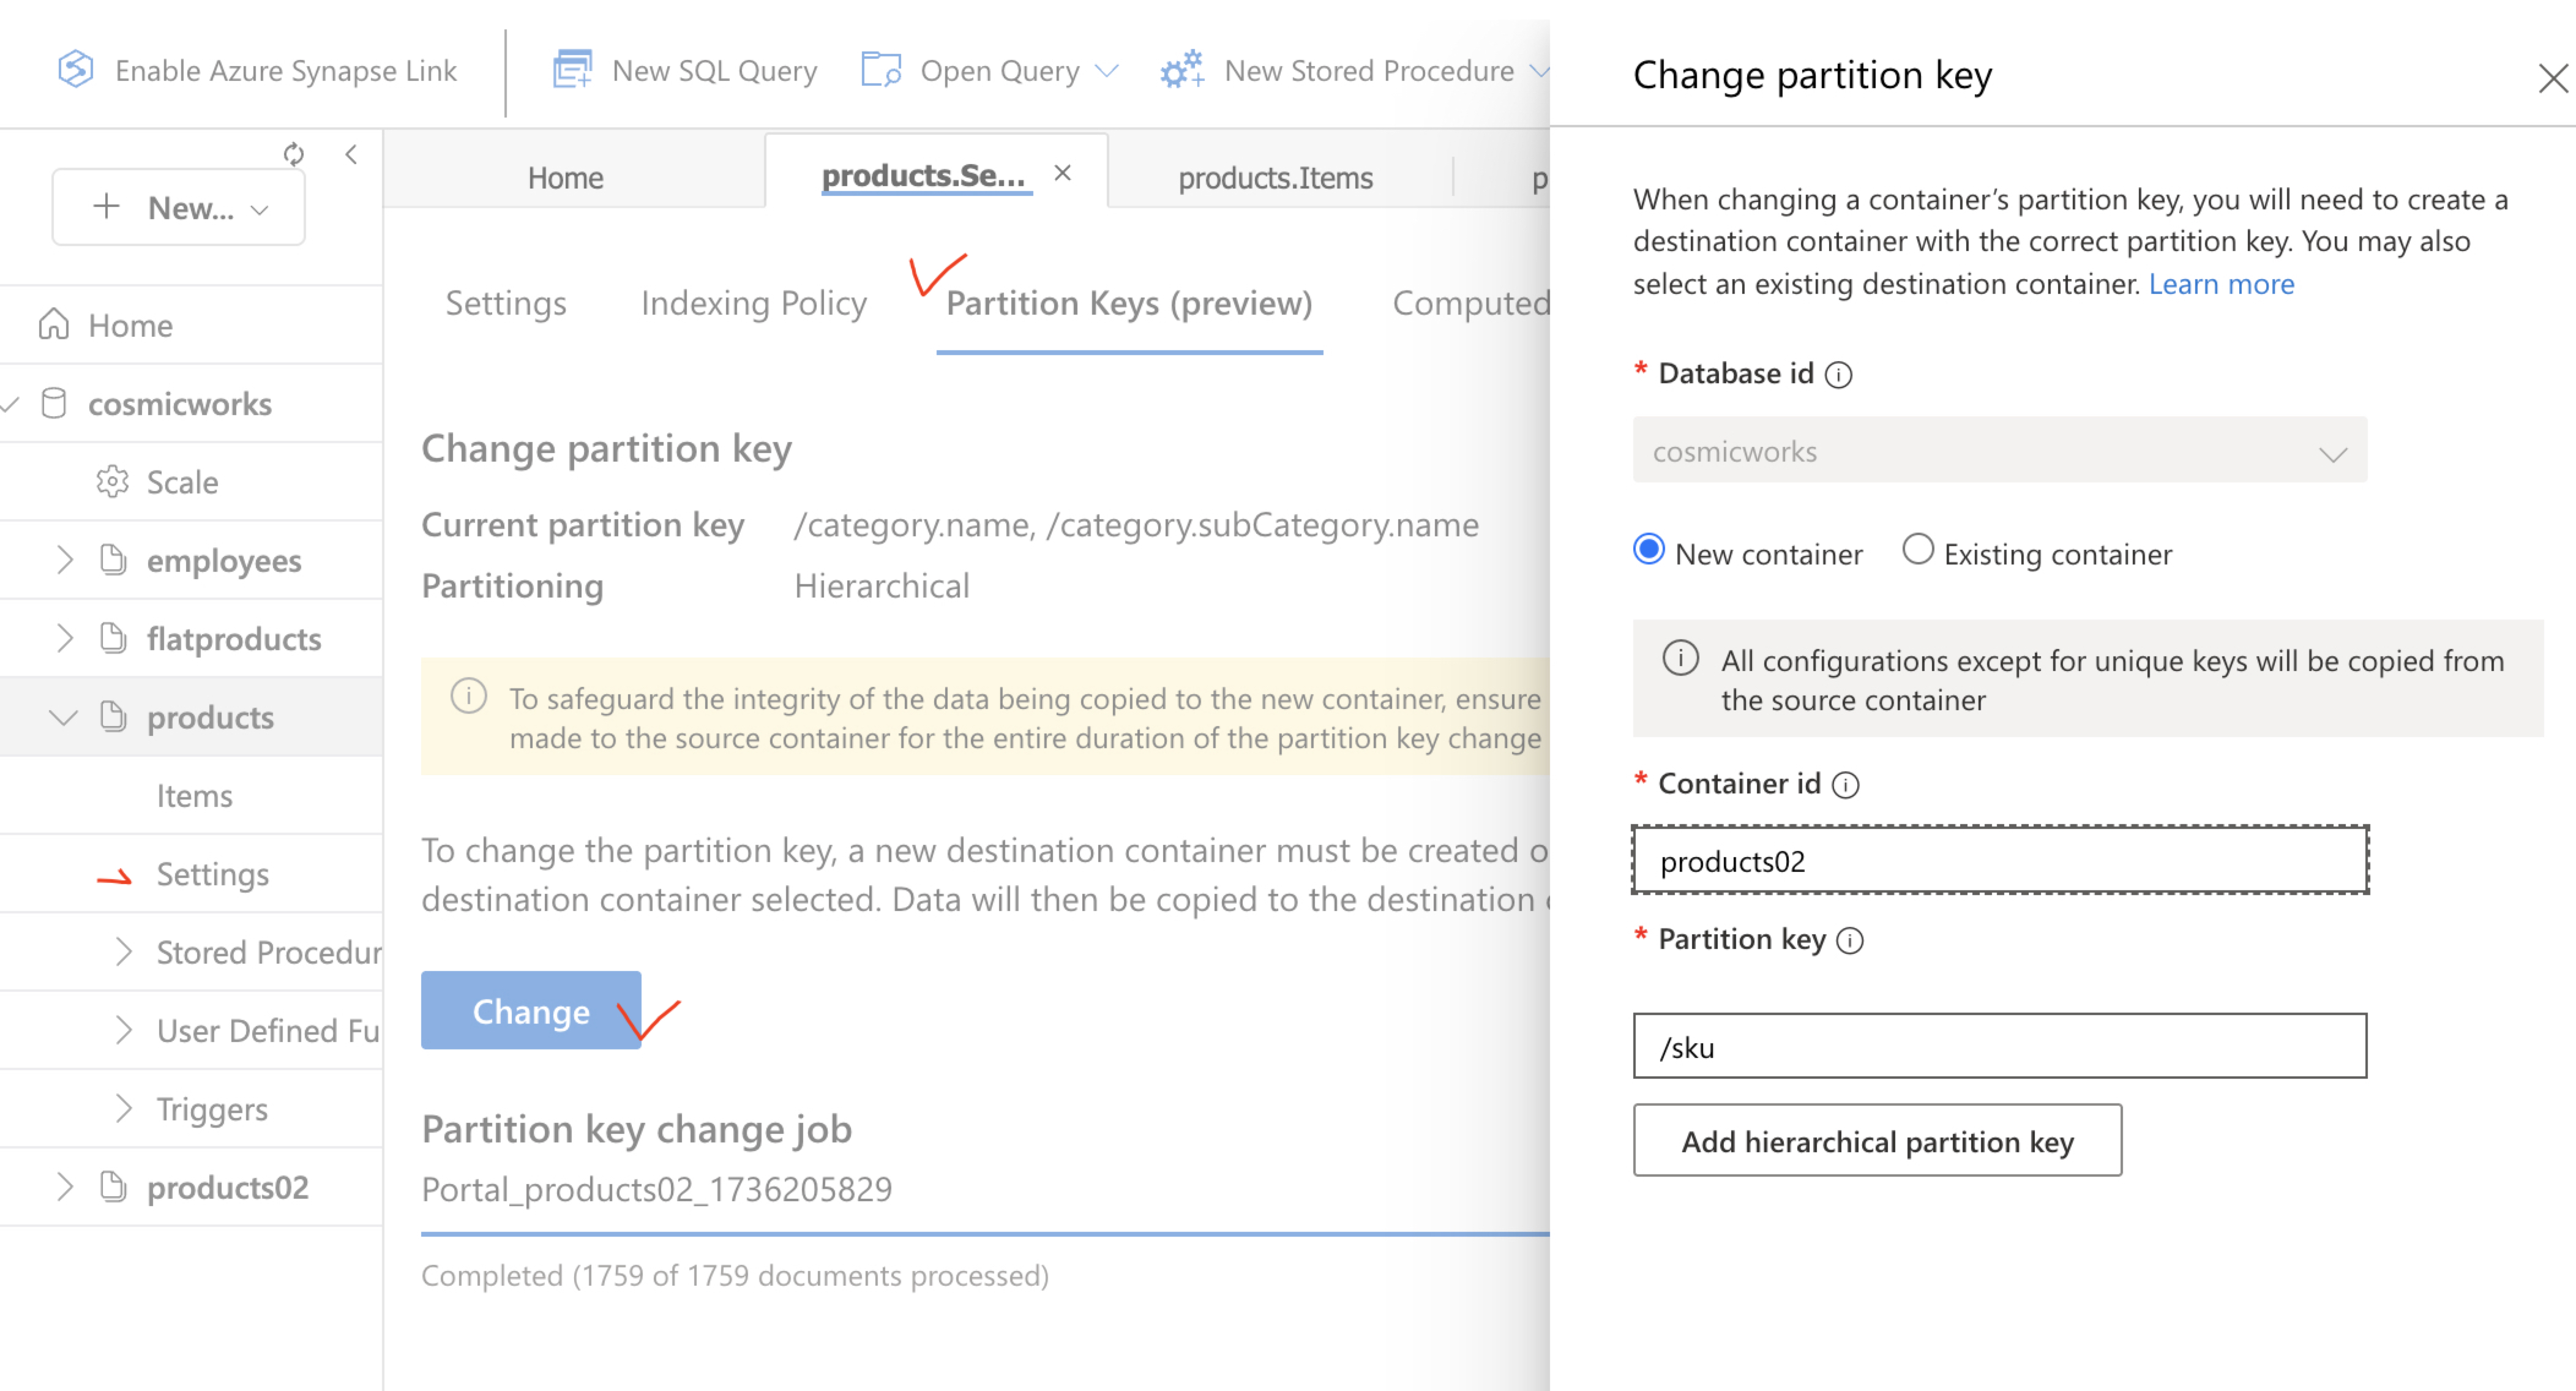 Enable Azure Synapse Link
New SQL Query
Open Query
New Stored Procedure
New...
Home
cosmicworks
Scale
employees
flatproducts
products
Items
Settings
Stored Procedur
User Defined Fu
Triggers
products02
Home
products.Se...
products.Items
p
Settings
Indexing Policy
Partition Keys (preview)
Computed
Change partition key
Current partition key /category.name, /category.subCategory.name
Partitioning Hierarchical
To safeguard the integrity of the data being copied to the new container, ensure
made to the source container for the entire duration of the partition key change
To change the partition key, a new destination container must be created o
destination container selected. Data will then be copied to the destination
Change
Partition key change job
Portal_products02_1736205829
Completed (1759 of 1759 documents processed)
Change partition key
When changing a container’s partition key, you will need to create a
destination container with the correct partition key. You may also
select an existing destination container. Learn more
* Database id
cosmicworks
New container
Existing container
All configurations except for unique keys will be copied from
the source container
* Container id
products02
* Partition key
/sku
Add hierarchical partition key